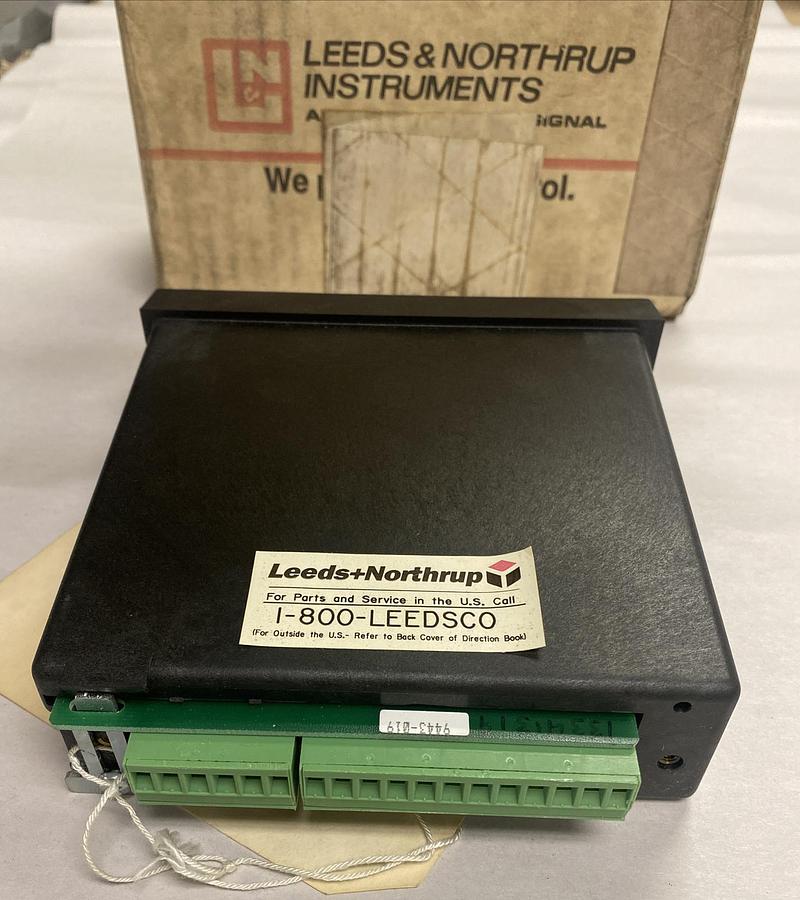 LEEDS & NORTHRUP
INSTRUMENTS
IGNAL
We
ol.
Leeds+Northrup
For Parts and Service in the U.S. Call
1-800-LEEDSCO
(For Outside the U.S.- Refer to Back Cover of Direction Book)
9443-019